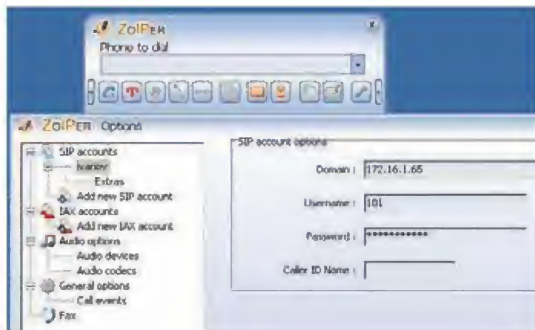 ZOIPER
Phone to dial
ZOIPER Options
SIP accounts
Extras
Add new SIP account
IAX accounts
Add new IAX account
Audio options
Audio devices
Audio codecs
General options
Call events
Fax
SIP account options
Domain : 172.16.1.65
Username : 101
Password : ***********
Caller ID Name :